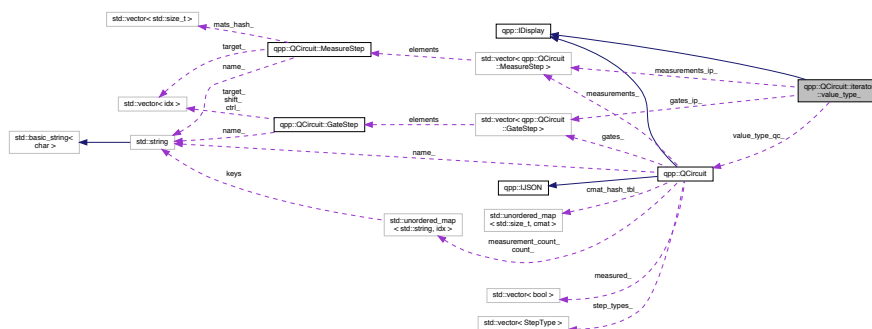 std::vector< std::size_t >
mats_hash_
qpp::QCircuit::MeasureStep
elements
std::vector< qpp::QCircuit
::MeasureStep >
qpp::IDisplay
measurements_ip_
qpp::QCircuit::iterator
::value_type_
target_
name_
measurements_
gates_ip_
std::vector< idx >
target_
shift_
ctrl_
qpp::QCircuit::GateStep
elements
std::vector< qpp::QCircuit
::GateStep >
gates_
value_type_qc_
std::basic_string<
char >
std::string
name_
name_
qpp::QCircuit
keys
qpp::IJSON
cmat_hash_tbl_
std::unordered_map
< std::string, idx >
std::unordered_map
< std::size_t, cmat >
measurement_count_
count_
measured_
std::vector< bool >
step_types_
std::vector< StepType >